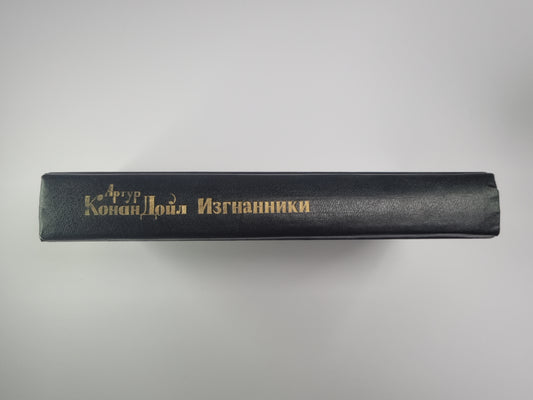 Артур
Конан Дойл Изгнанники